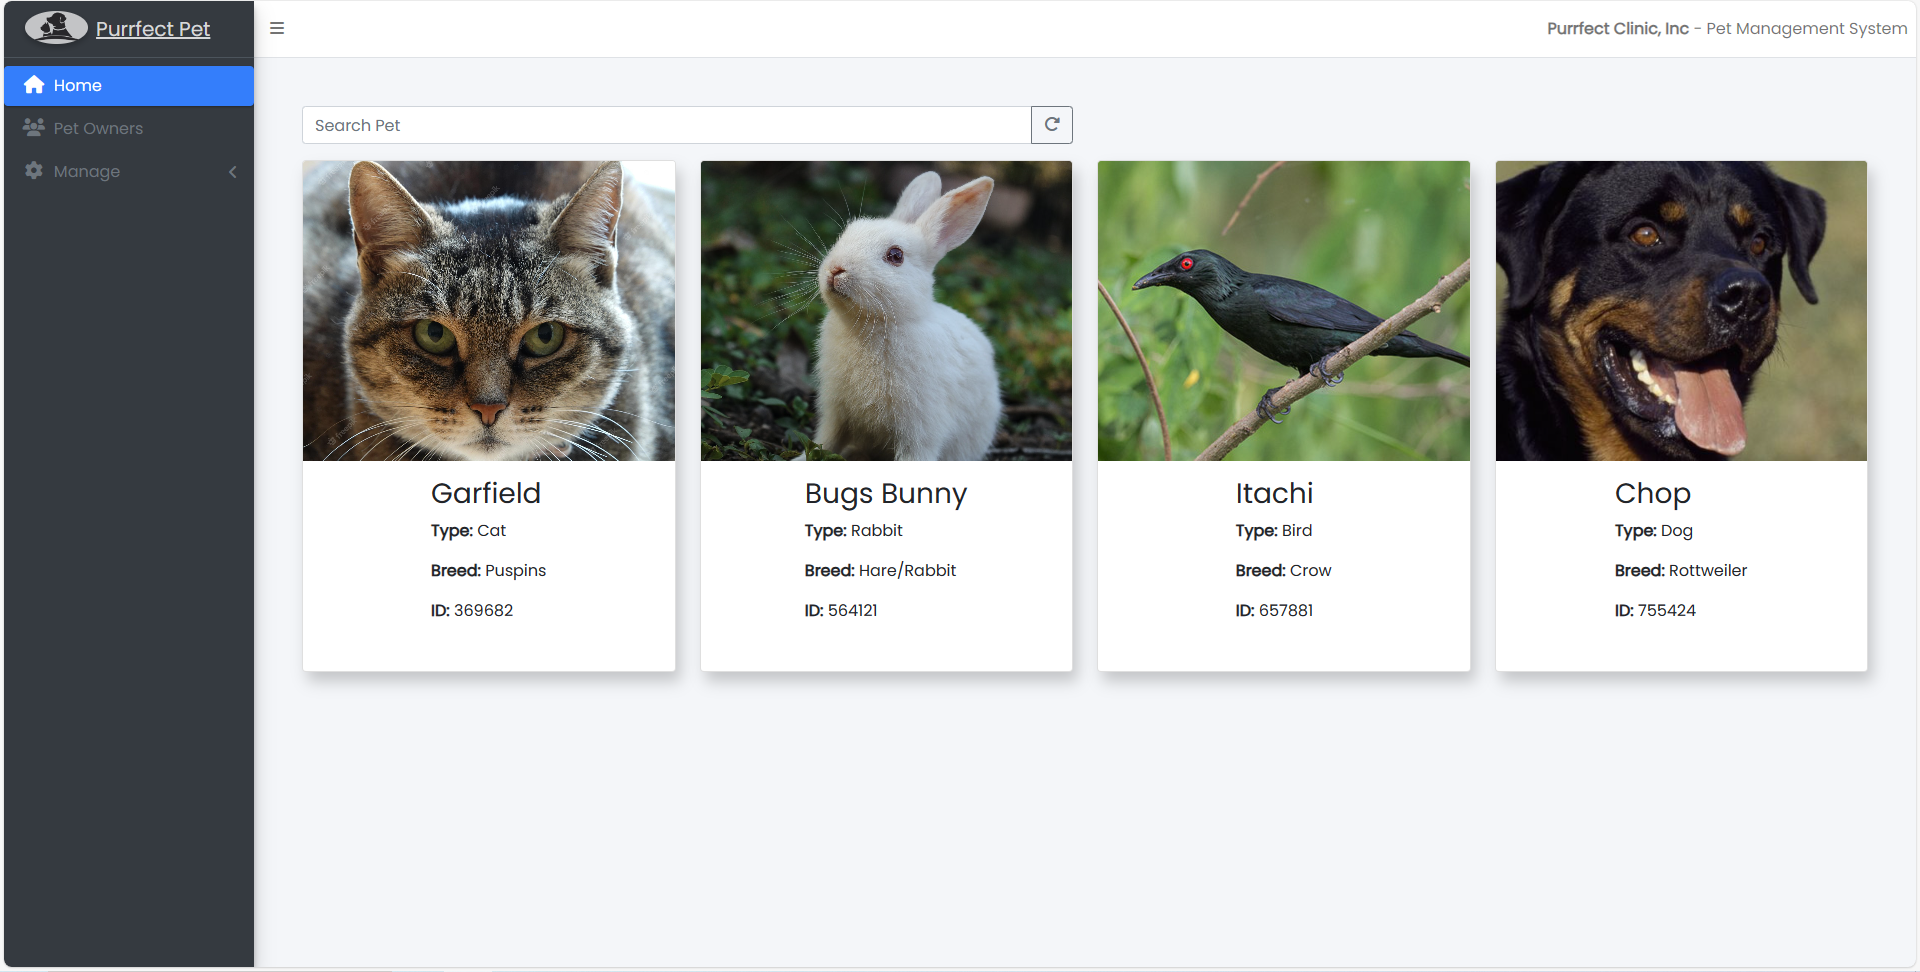 Purrfect Pet
Purrfect Clinic, Inc - Pet Management System
Home
Pet Owners
Manage
Search Pet
Garfield
Type: Cat
Breed: Puspins
ID: 369682
Bugs Bunny
Type: Rabbit
Breed: Hare/Rabbit
ID: 564121
Itachi
Type: Bird
Breed: Crow
ID: 657881
Chop
Type: Dog
Breed: Rottweiler
ID: 755424